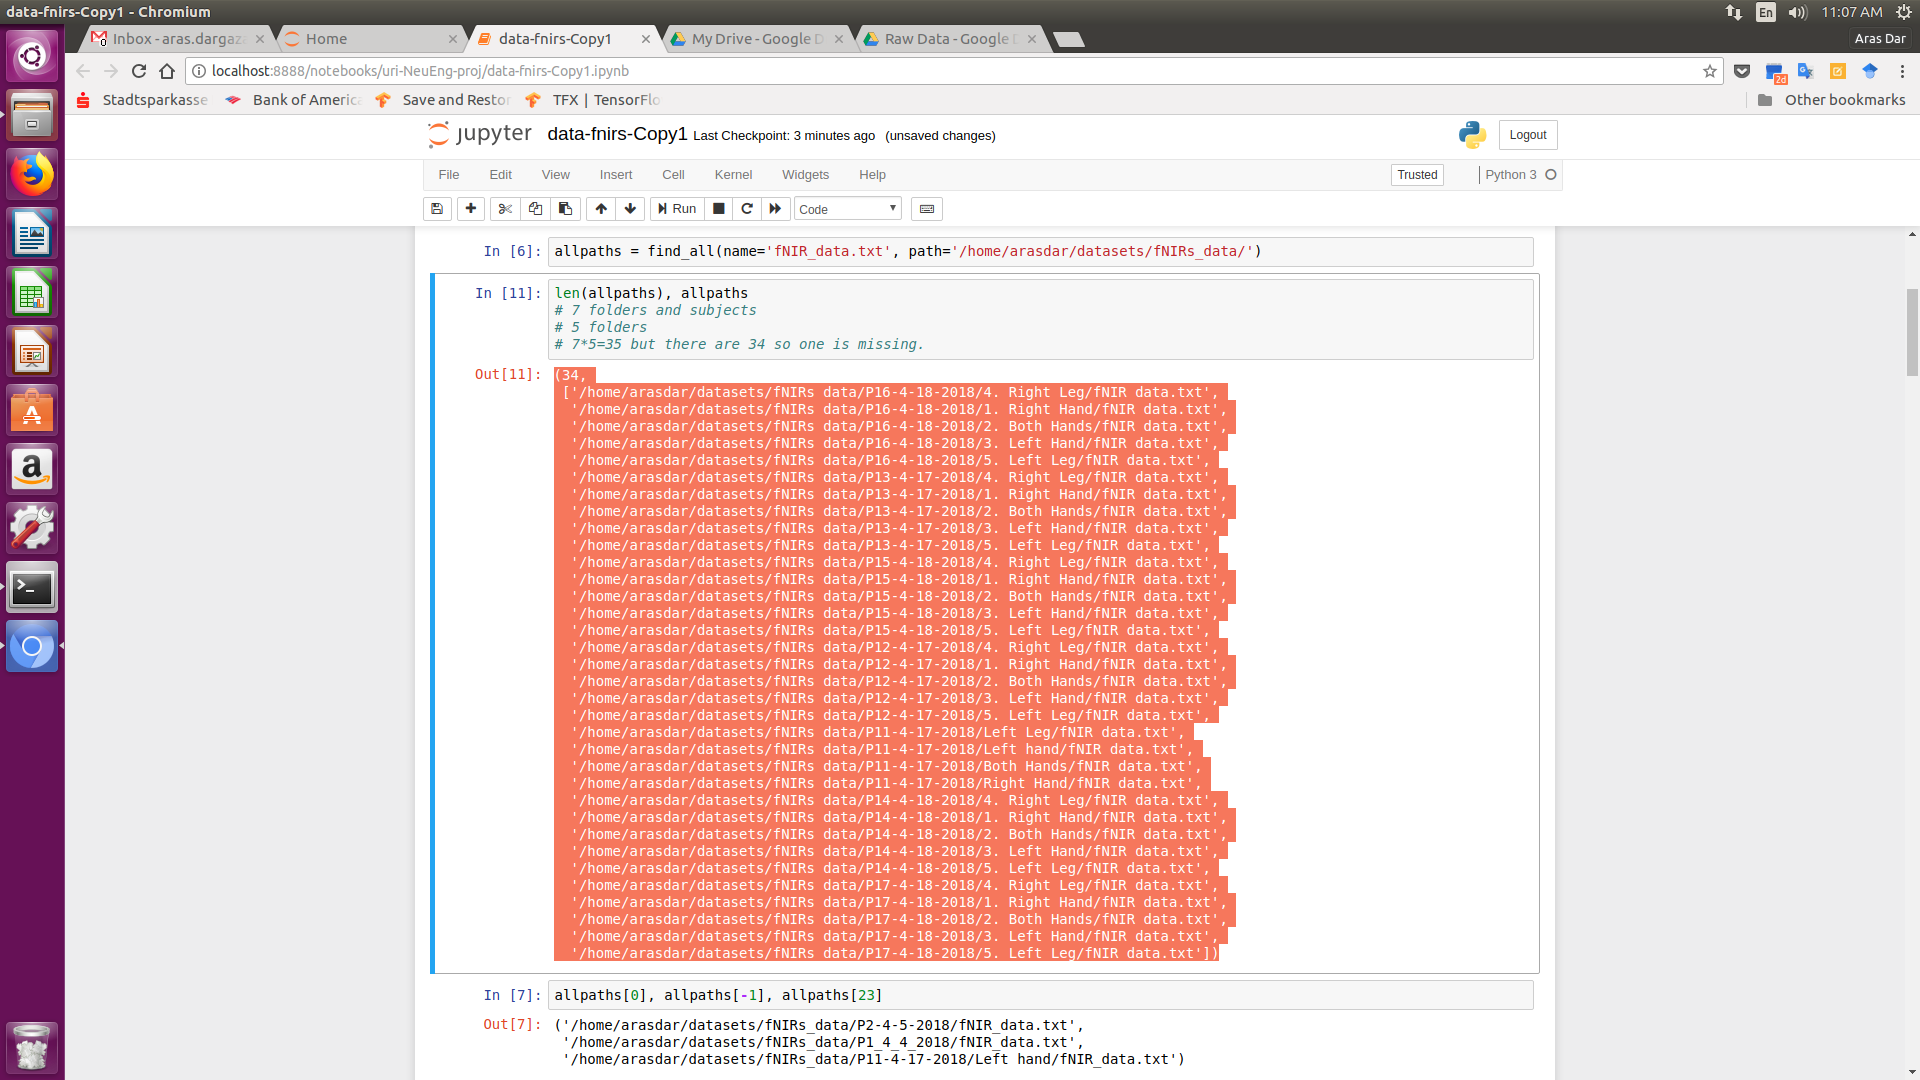 data-fnirs-Copy1 - Chromium
En 11:07 AM
Inbox - aras.dargaz
Home
data-fnirs-Copy1
My Drive - Google D
Raw Data - Google D
Aras Dar
localhost:8888/notebooks/uri-NeuEng-proj/data-fnirs-Copy1.ipynb
2d
Stadtsparkasse Bank of America Save and Restor TFX | TensorFlo Other bookmarks
jupyter data-fnirs-Copy1 Last Checkpoint: 3 minutes ago (unsaved changes) Logout
File Edit View Insert Cell Kernel Widgets Help Trusted Python 3
Run Code
In [6]: allpaths = find_all(name='fNIR_data.txt', path='/home/arasdar/datasets/fNIRs_data/')
In [11]: len(allpaths), allpaths
# 7 folders and subjects
# 5 folders
# 7*5=35 but there are 34 so one is missing.
Out[11]: (34,
['/home/arasdar/datasets/fNIRs data/P16-4-18-2018/4. Right Leg/fNIR data.txt',
'/home/arasdar/datasets/fNIRs data/P16-4-18-2018/1. Right Hand/fNIR data.txt',
'/home/arasdar/datasets/fNIRs data/P16-4-18-2018/2. Both Hands/fNIR data.txt',
'/home/arasdar/datasets/fNIRs data/P16-4-18-2018/3. Left Hand/fNIR data.txt',
'/home/arasdar/datasets/fNIRs data/P16-4-18-2018/5. Left Leg/fNIR data.txt',
'/home/arasdar/datasets/fNIRs data/P13-4-17-2018/4. Right Leg/fNIR data.txt',
'/home/arasdar/datasets/fNIRs data/P13-4-17-2018/1. Right Hand/fNIR data.txt',
'/home/arasdar/datasets/fNIRs data/P13-4-17-2018/2. Both Hands/fNIR data.txt',
'/home/arasdar/datasets/fNIRs data/P13-4-17-2018/3. Left Hand/fNIR data.txt',
'/home/arasdar/datasets/fNIRs data/P13-4-17-2018/5. Left Leg/fNIR data.txt',
'/home/arasdar/datasets/fNIRs data/P15-4-18-2018/4. Right Leg/fNIR data.txt',
'/home/arasdar/datasets/fNIRs data/P15-4-18-2018/1. Right Hand/fNIR data.txt',
'/home/arasdar/datasets/fNIRs data/P15-4-18-2018/2. Both Hands/fNIR data.txt',
'/home/arasdar/datasets/fNIRs data/P15-4-18-2018/3. Left Hand/fNIR data.txt',
'/home/arasdar/datasets/fNIRs data/P15-4-18-2018/5. Left Leg/fNIR data.txt',
'/home/arasdar/datasets/fNIRs data/P12-4-17-2018/4. Right Leg/fNIR data.txt',
'/home/arasdar/datasets/fNIRs data/P12-4-17-2018/1. Right Hand/fNIR data.txt',
'/home/arasdar/datasets/fNIRs data/P12-4-17-2018/2. Both Hands/fNIR data.txt',
'/home/arasdar/datasets/fNIRs data/P12-4-17-2018/3. Left Hand/fNIR data.txt',
'/home/arasdar/datasets/fNIRs data/P12-4-17-2018/5. Left Leg/fNIR data.txt',
'/home/arasdar/datasets/fNIRs data/P11-4-17-2018/Left Leg/fNIR data.txt',
'/home/arasdar/datasets/fNIRs data/P11-4-17-2018/Left hand/fNIR data.txt',
'/home/arasdar/datasets/fNIRs data/P11-4-17-2018/Both Hands/fNIR data.txt',
'/home/arasdar/datasets/fNIRs data/P11-4-17-2018/Right Hand/fNIR data.txt',
'/home/arasdar/datasets/fNIRs data/P14-4-18-2018/4. Right Leg/fNIR data.txt',
'/home/arasdar/datasets/fNIRs data/P14-4-18-2018/1. Right Hand/fNIR data.txt',
'/home/arasdar/datasets/fNIRs data/P14-4-18-2018/2. Both Hands/fNIR data.txt',
'/home/arasdar/datasets/fNIRs data/P14-4-18-2018/3. Left Hand/fNIR data.txt',
'/home/arasdar/datasets/fNIRs data/P14-4-18-2018/5. Left Leg/fNIR data.txt',
'/home/arasdar/datasets/fNIRs data/P17-4-18-2018/4. Right Leg/fNIR data.txt',
'/home/arasdar/datasets/fNIRs data/P17-4-18-2018/1. Right Hand/fNIR data.txt',
'/home/arasdar/datasets/fNIRs data/P17-4-18-2018/2. Both Hands/fNIR data.txt',
'/home/arasdar/datasets/fNIRs data/P17-4-18-2018/3. Left Hand/fNIR data.txt',
'/home/arasdar/datasets/fNIRs data/P17-4-18-2018/5. Left Leg/fNIR data.txt'])
In [7]: allpaths[0], allpaths[-1], allpaths[23]
Out[7]: ('/home/arasdar/datasets/fNIRs_data/P2-4-5-2018/fNIR_data.txt',
'/home/arasdar/datasets/fNIRs_data/P1_4_4_2018/fNIR_data.txt',
'/home/arasdar/datasets/fNIRs_data/P11-4-17-2018/Left hand/fNIR_data.txt')